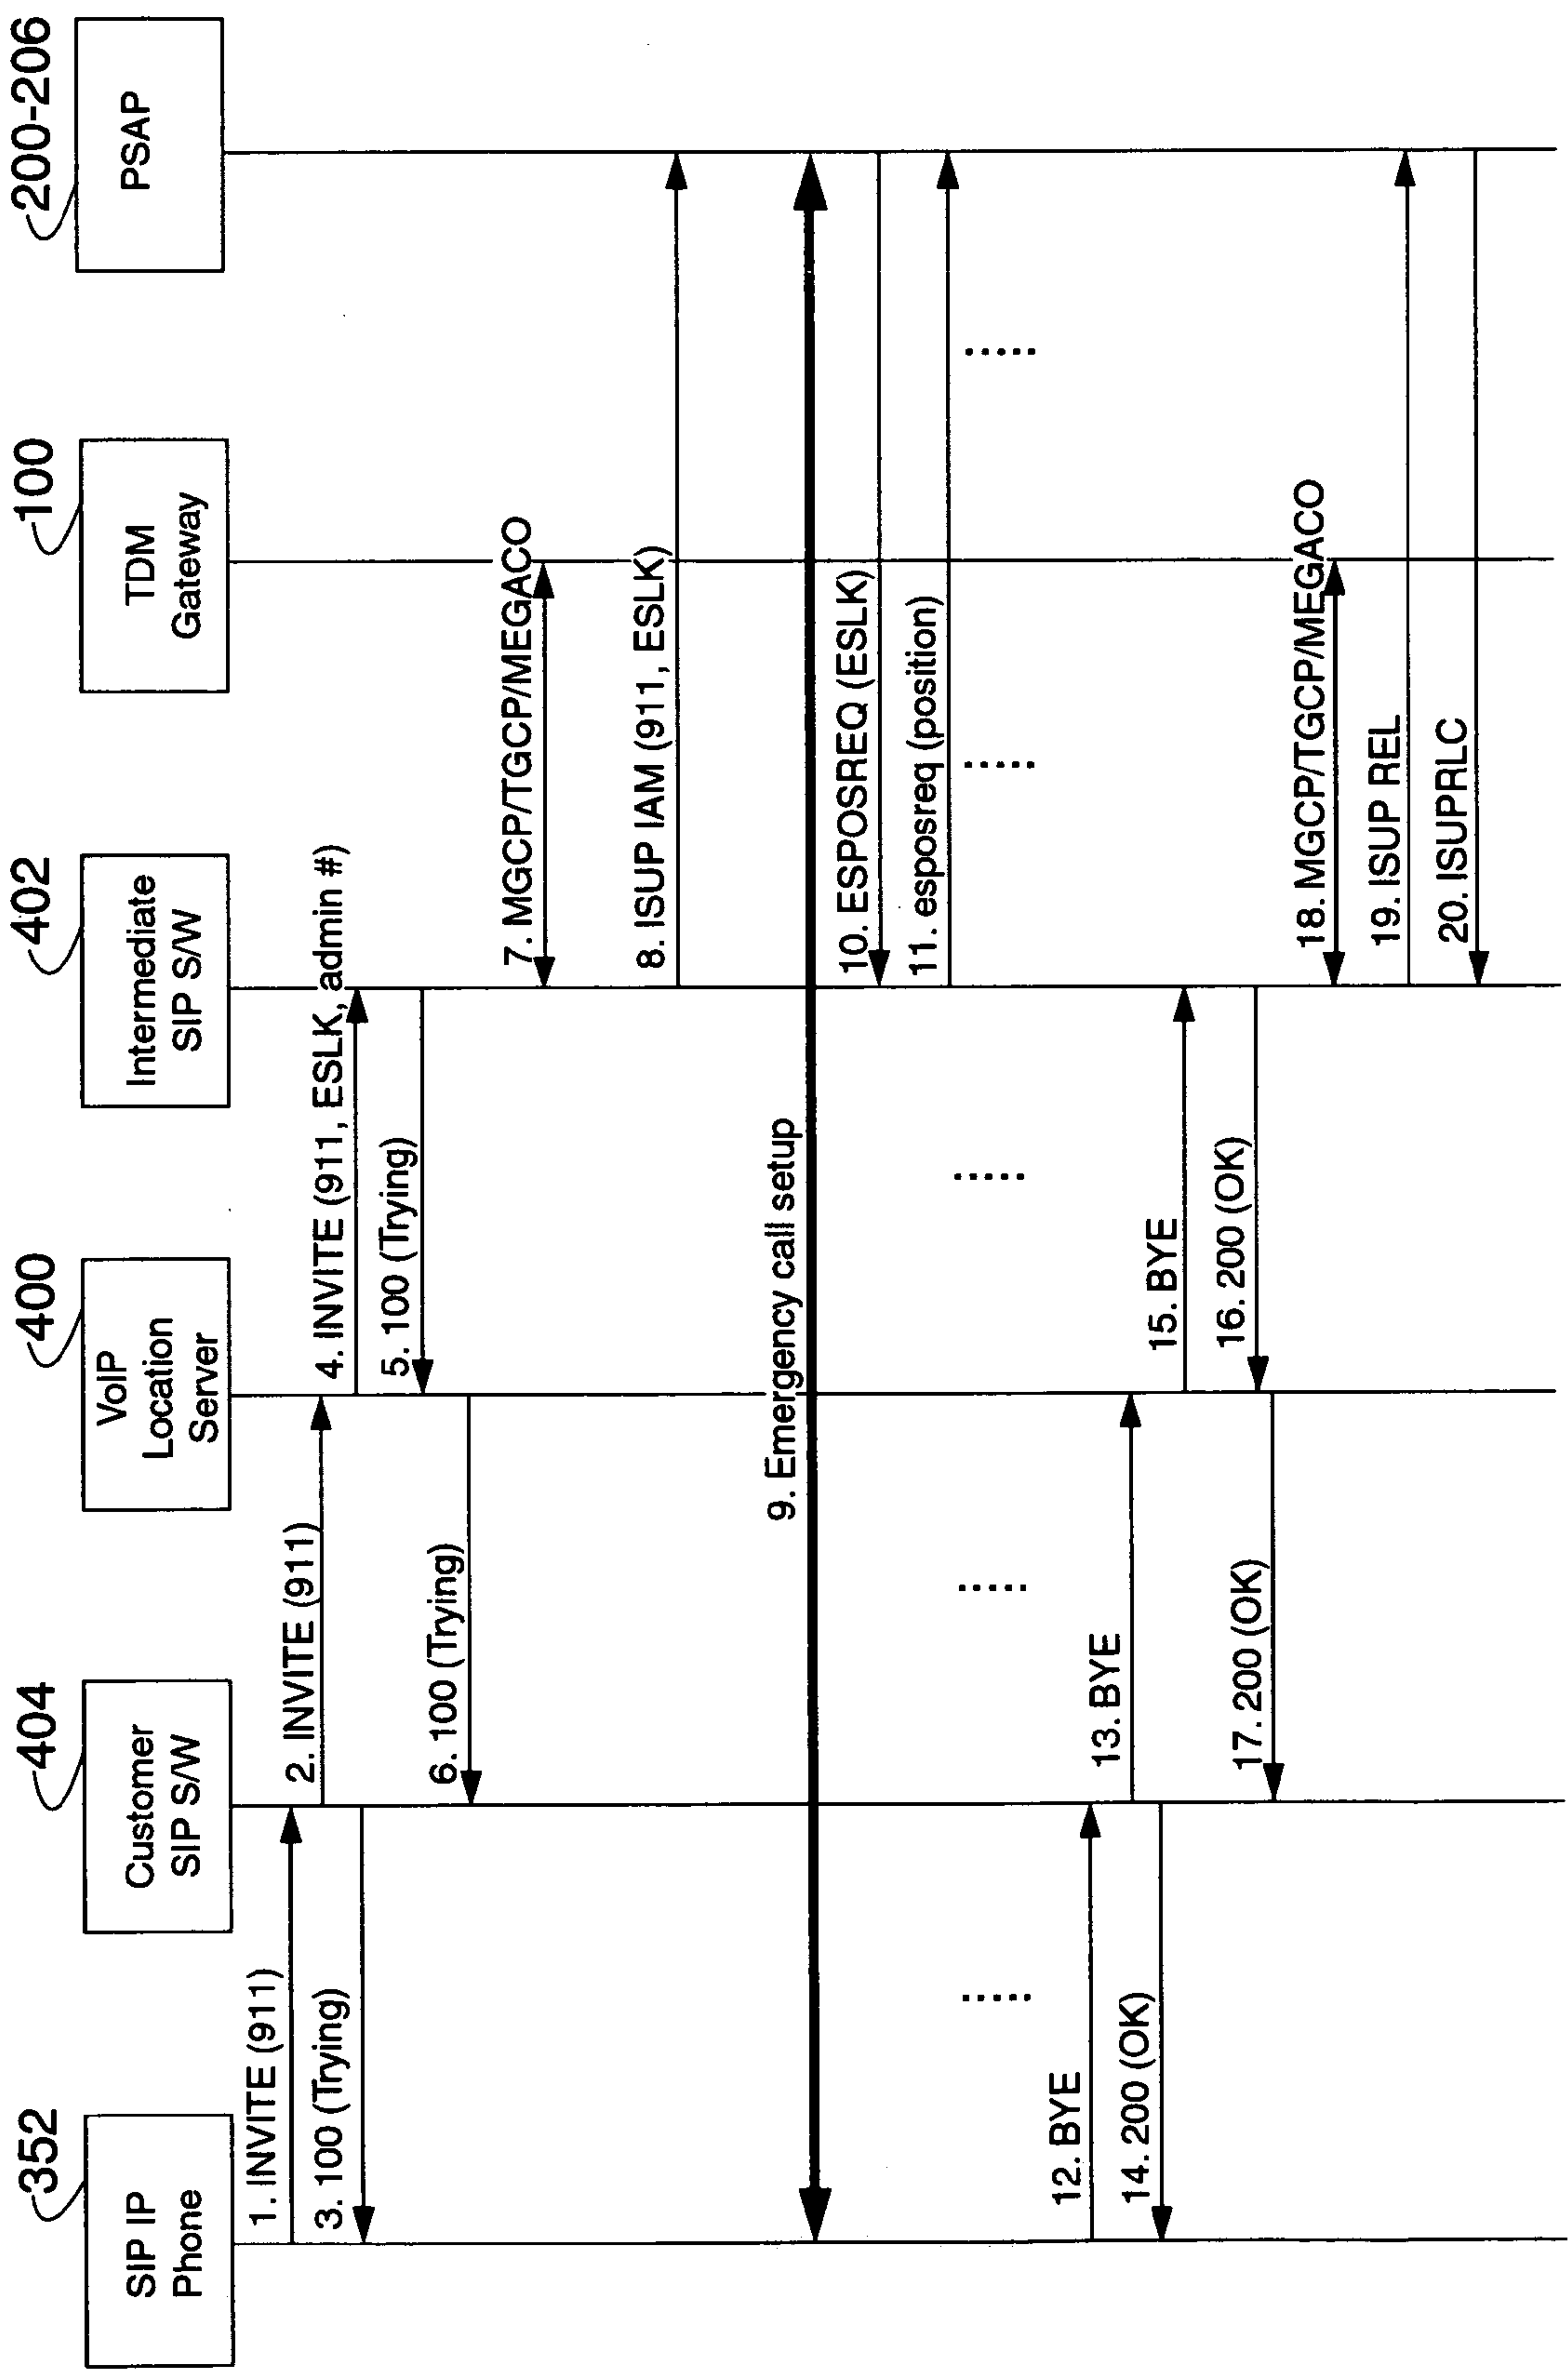 352
404
400
402
100
200-206
SIP IP
Phone
Customer
SIP S/W
VoIP
Location
Server
Intermediate
SIP S/W
TDM
Gateway
PSAP
1. INVITE (911)
2. INVITE (911)
3. 100 (Trying)
4. INVITE (911, ESLK, admin #)
5. 100 (Trying)
6. 100 (Trying)
7. MGCP/TGCP/MEGACO
8. ISUP IAM (911, ESLK)
9. Emergency call setup
10. ESPOSREQ (ESLK)
11. esposreq (position)
.....
.....
.....
.....
.....
12. BYE
13. BYE
14. 200 (OK)
15. BYE
16. 200 (OK)
17. 200 (OK)
18. MGCP/TGCP/MEGACO
19. ISUP REL
20. ISUPRLC